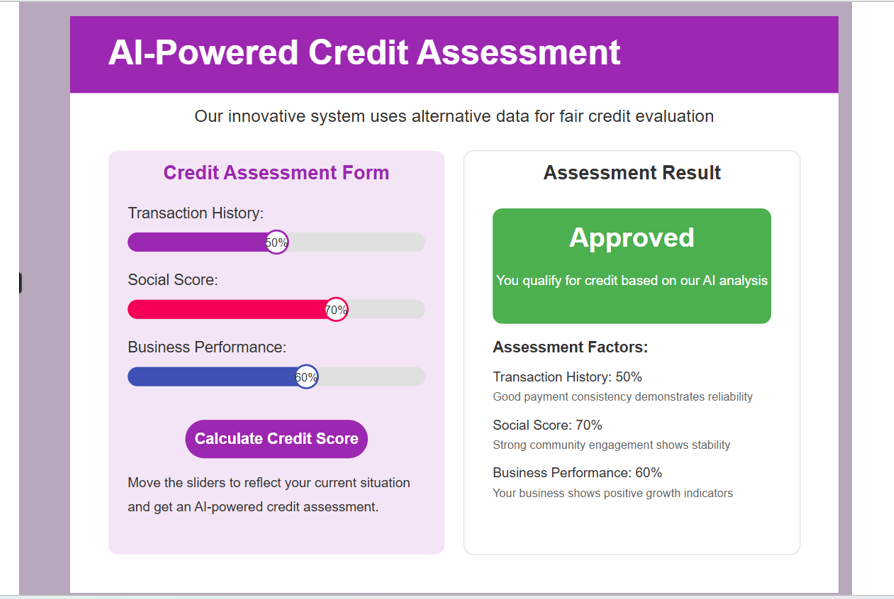 AI-Powered Credit Assessment
Our innovative system uses alternative data for fair credit evaluation
Credit Assessment Form
Transaction History:
50%
Social Score:
70%
Business Performance:
60%
Calculate Credit Score
Move the sliders to reflect your current situation
and get an AI-powered credit assessment.
Assessment Result
Approved
You qualify for credit based on our AI analysis
Assessment Factors:
Transaction History: 50%
Good payment consistency demonstrates reliability
Social Score: 70%
Strong community engagement shows stability
Business Performance: 60%
Your business shows positive growth indicators